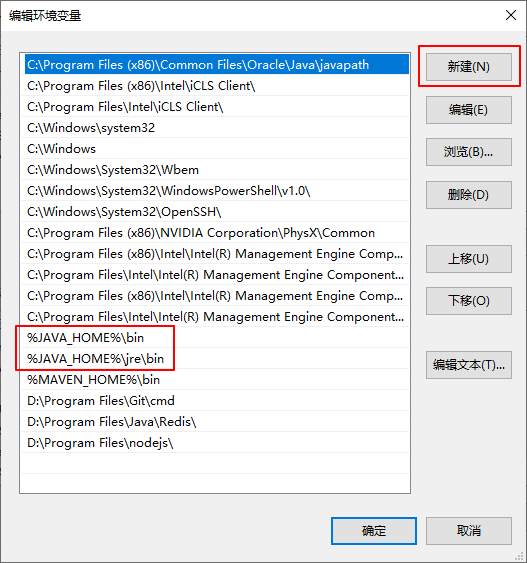 编辑环境变量
C:\Program Files (x86)\Common Files\Oracle\Java\javapath
C:\Program Files (x86)\Intel\iCLS Client\
C:\Program Files\Intel\iCLS Client\
C:\Windows\system32
C:\Windows
C:\Windows\System32\Wbem
C:\Windows\System32\WindowsPowerShell\v1.0\
C:\Windows\System32\OpenSSH\
C:\Program Files (x86)\NVIDIA Corporation\PhysX\Common
C:\Program Files (x86)\Intel\Intel(R) Management Engine Comp...
C:\Program Files\Intel\Intel(R) Management Engine Component...
C:\Program Files (x86)\Intel\Intel(R) Management Engine Comp...
C:\Program Files\Intel\Intel(R) Management Engine Component...
%JAVA_HOME%\bin
%JAVA_HOME%\jre\bin
%MAVEN_HOME%\bin
D:\Program Files\Git\cmd
D:\Program Files\Java\Redis\
D:\Program Files\nodejs\
新建(N)
编辑(E)
浏览(B)...
删除(D)
上移(U)
下移(O)
编辑文本(T)...
确定
取消